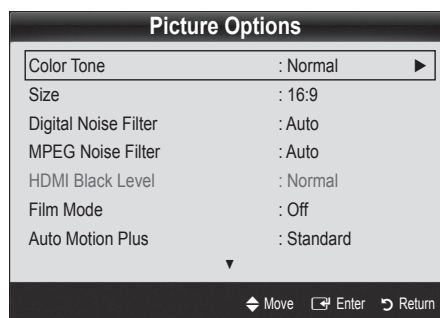 Picture Options
Color Tone : Normal ►
Size : 16:9
Digital Noise Filter : Auto
MPEG Noise Filter : Auto
HDMI Black Level : Normal
Film Mode : Off
Auto Motion Plus : Standard
▼
Move Enter Return